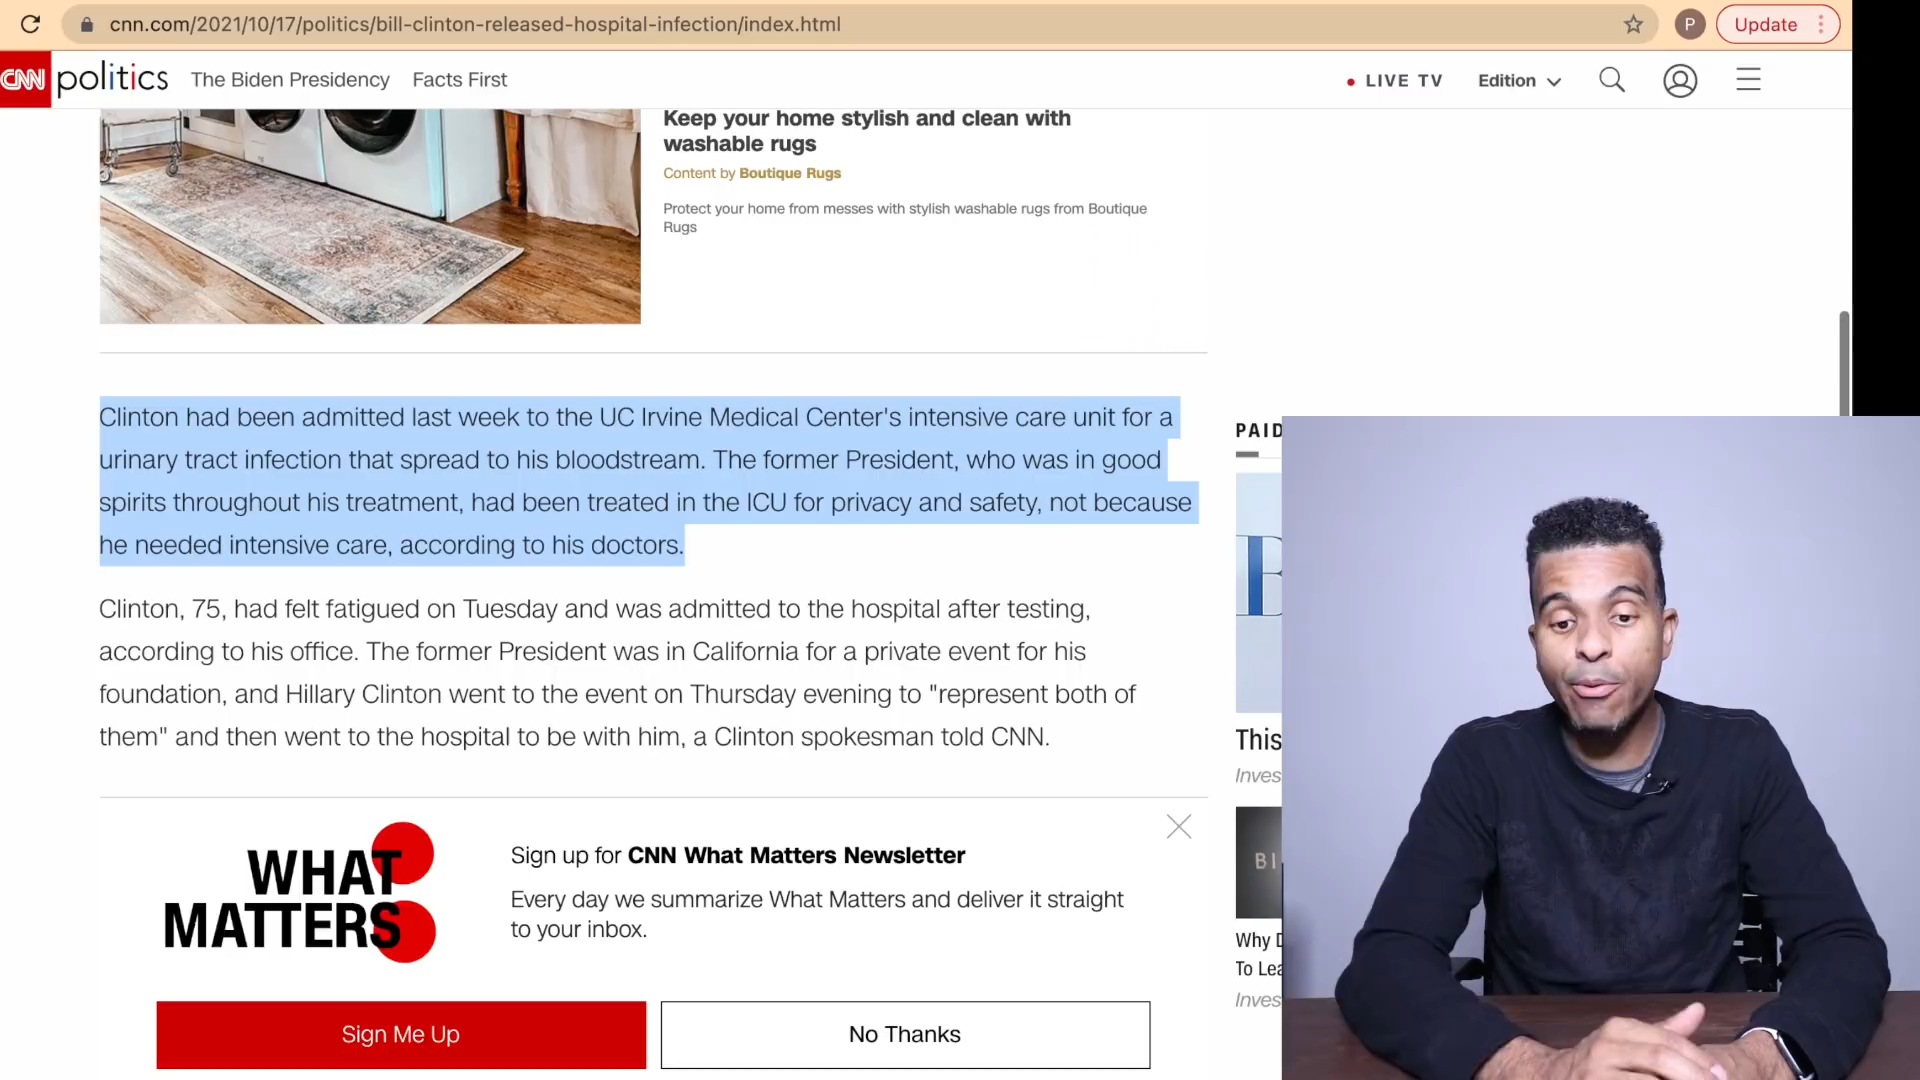 cnn.com/2021/10/17/politics/bill-clinton-released-hospital-infection/index.html
P
Update
CNN politics
The Biden Presidency
Facts First
LIVE TV
Edition
Keep your home stylish and clean with
washable rugs
Content by Boutique Rugs
Protect your home from messes with stylish washable rugs from Boutique
Rugs
Clinton had been admitted last week to the UC Irvine Medical Center's intensive care unit for a
urinary tract infection that spread to his bloodstream. The former President, who was in good
spirits throughout his treatment, had been treated in the ICU for privacy and safety, not because
he needed intensive care, according to his doctors.
Clinton, 75, had felt fatigued on Tuesday and was admitted to the hospital after testing,
according to his office. The former President was in California for a private event for his
foundation, and Hillary Clinton went to the event on Thursday evening to "represent both of
them" and then went to the hospital to be with him, a Clinton spokesman told CNN.
WHAT
MATTERS
Sign up for CNN What Matters Newsletter
Every day we summarize What Matters and deliver it straight
to your inbox.
Sign Me Up
No Thanks
PAID
This
Inves
BI
Why D
To Lea
Inves